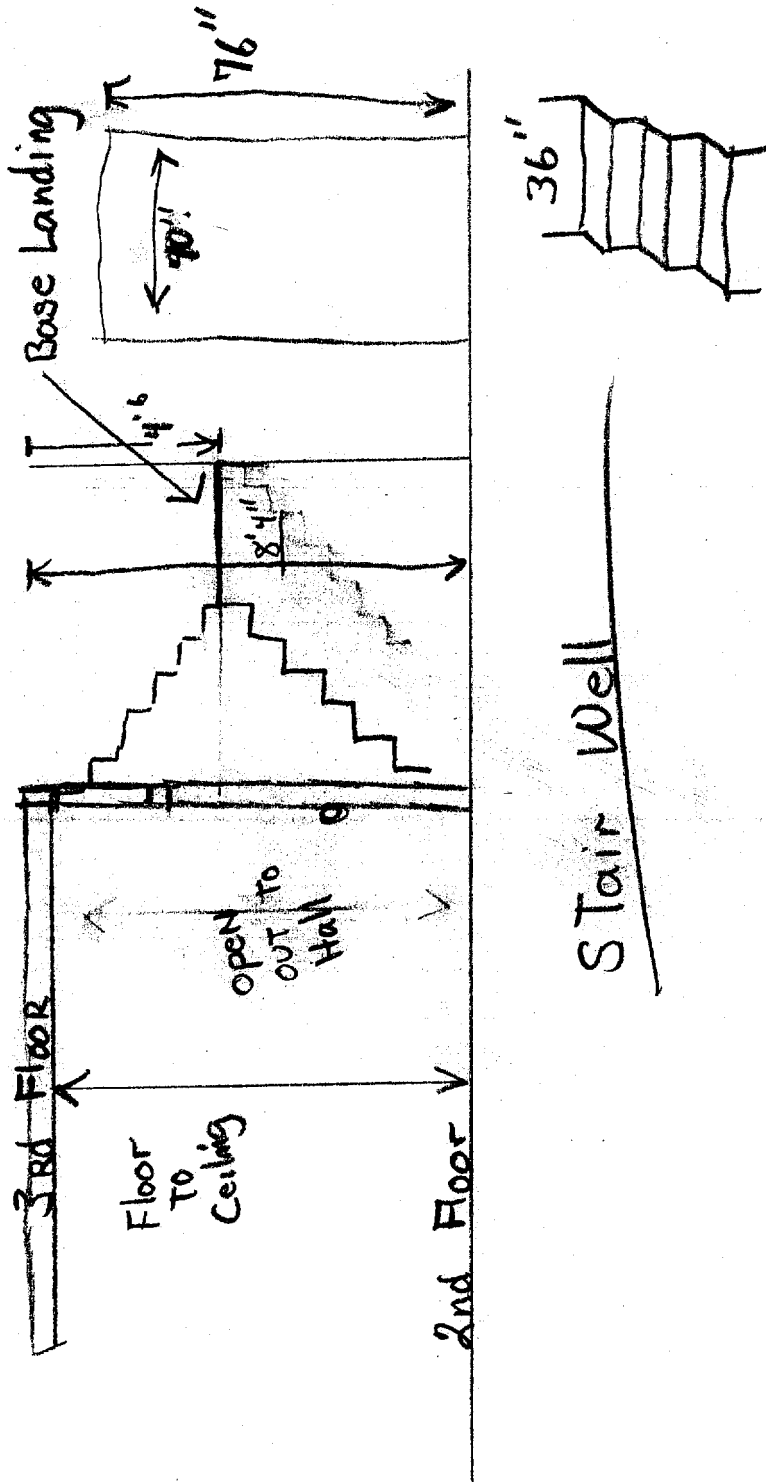 3rd Floor
Floor
To
Ceiling
2nd Floor
open To
OUT
Hall
8'4"
4'6
Base Landing
76"
36"
STair Well